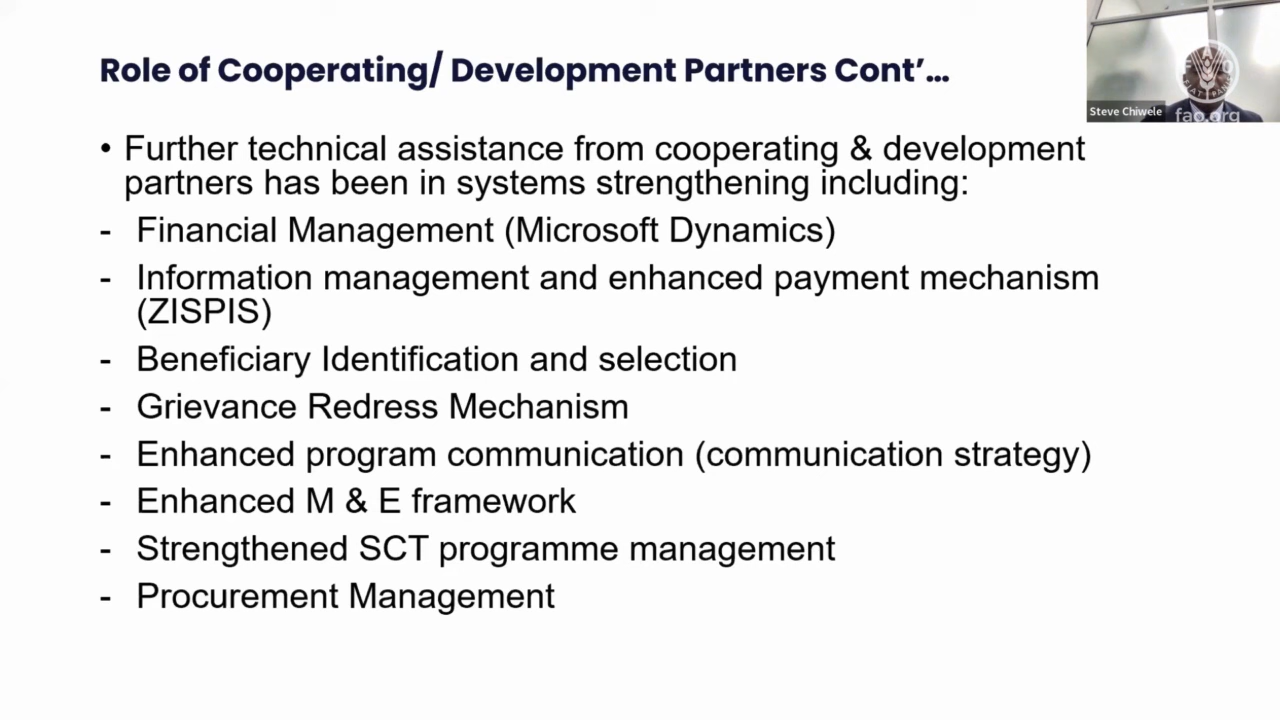 Role of Cooperating/ Development Partners Cont’...
• Further technical assistance from cooperating & development
partners has been in systems strengthening including:
- Financial Management (Microsoft Dynamics)
- Information management and enhanced payment mechanism
(ZISPIS)
- Beneficiary Identification and selection
- Grievance Redress Mechanism
- Enhanced program communication (communication strategy)
- Enhanced M & E framework
- Strengthened SCT programme management
- Procurement Management
Steve Chiwele
fao.org